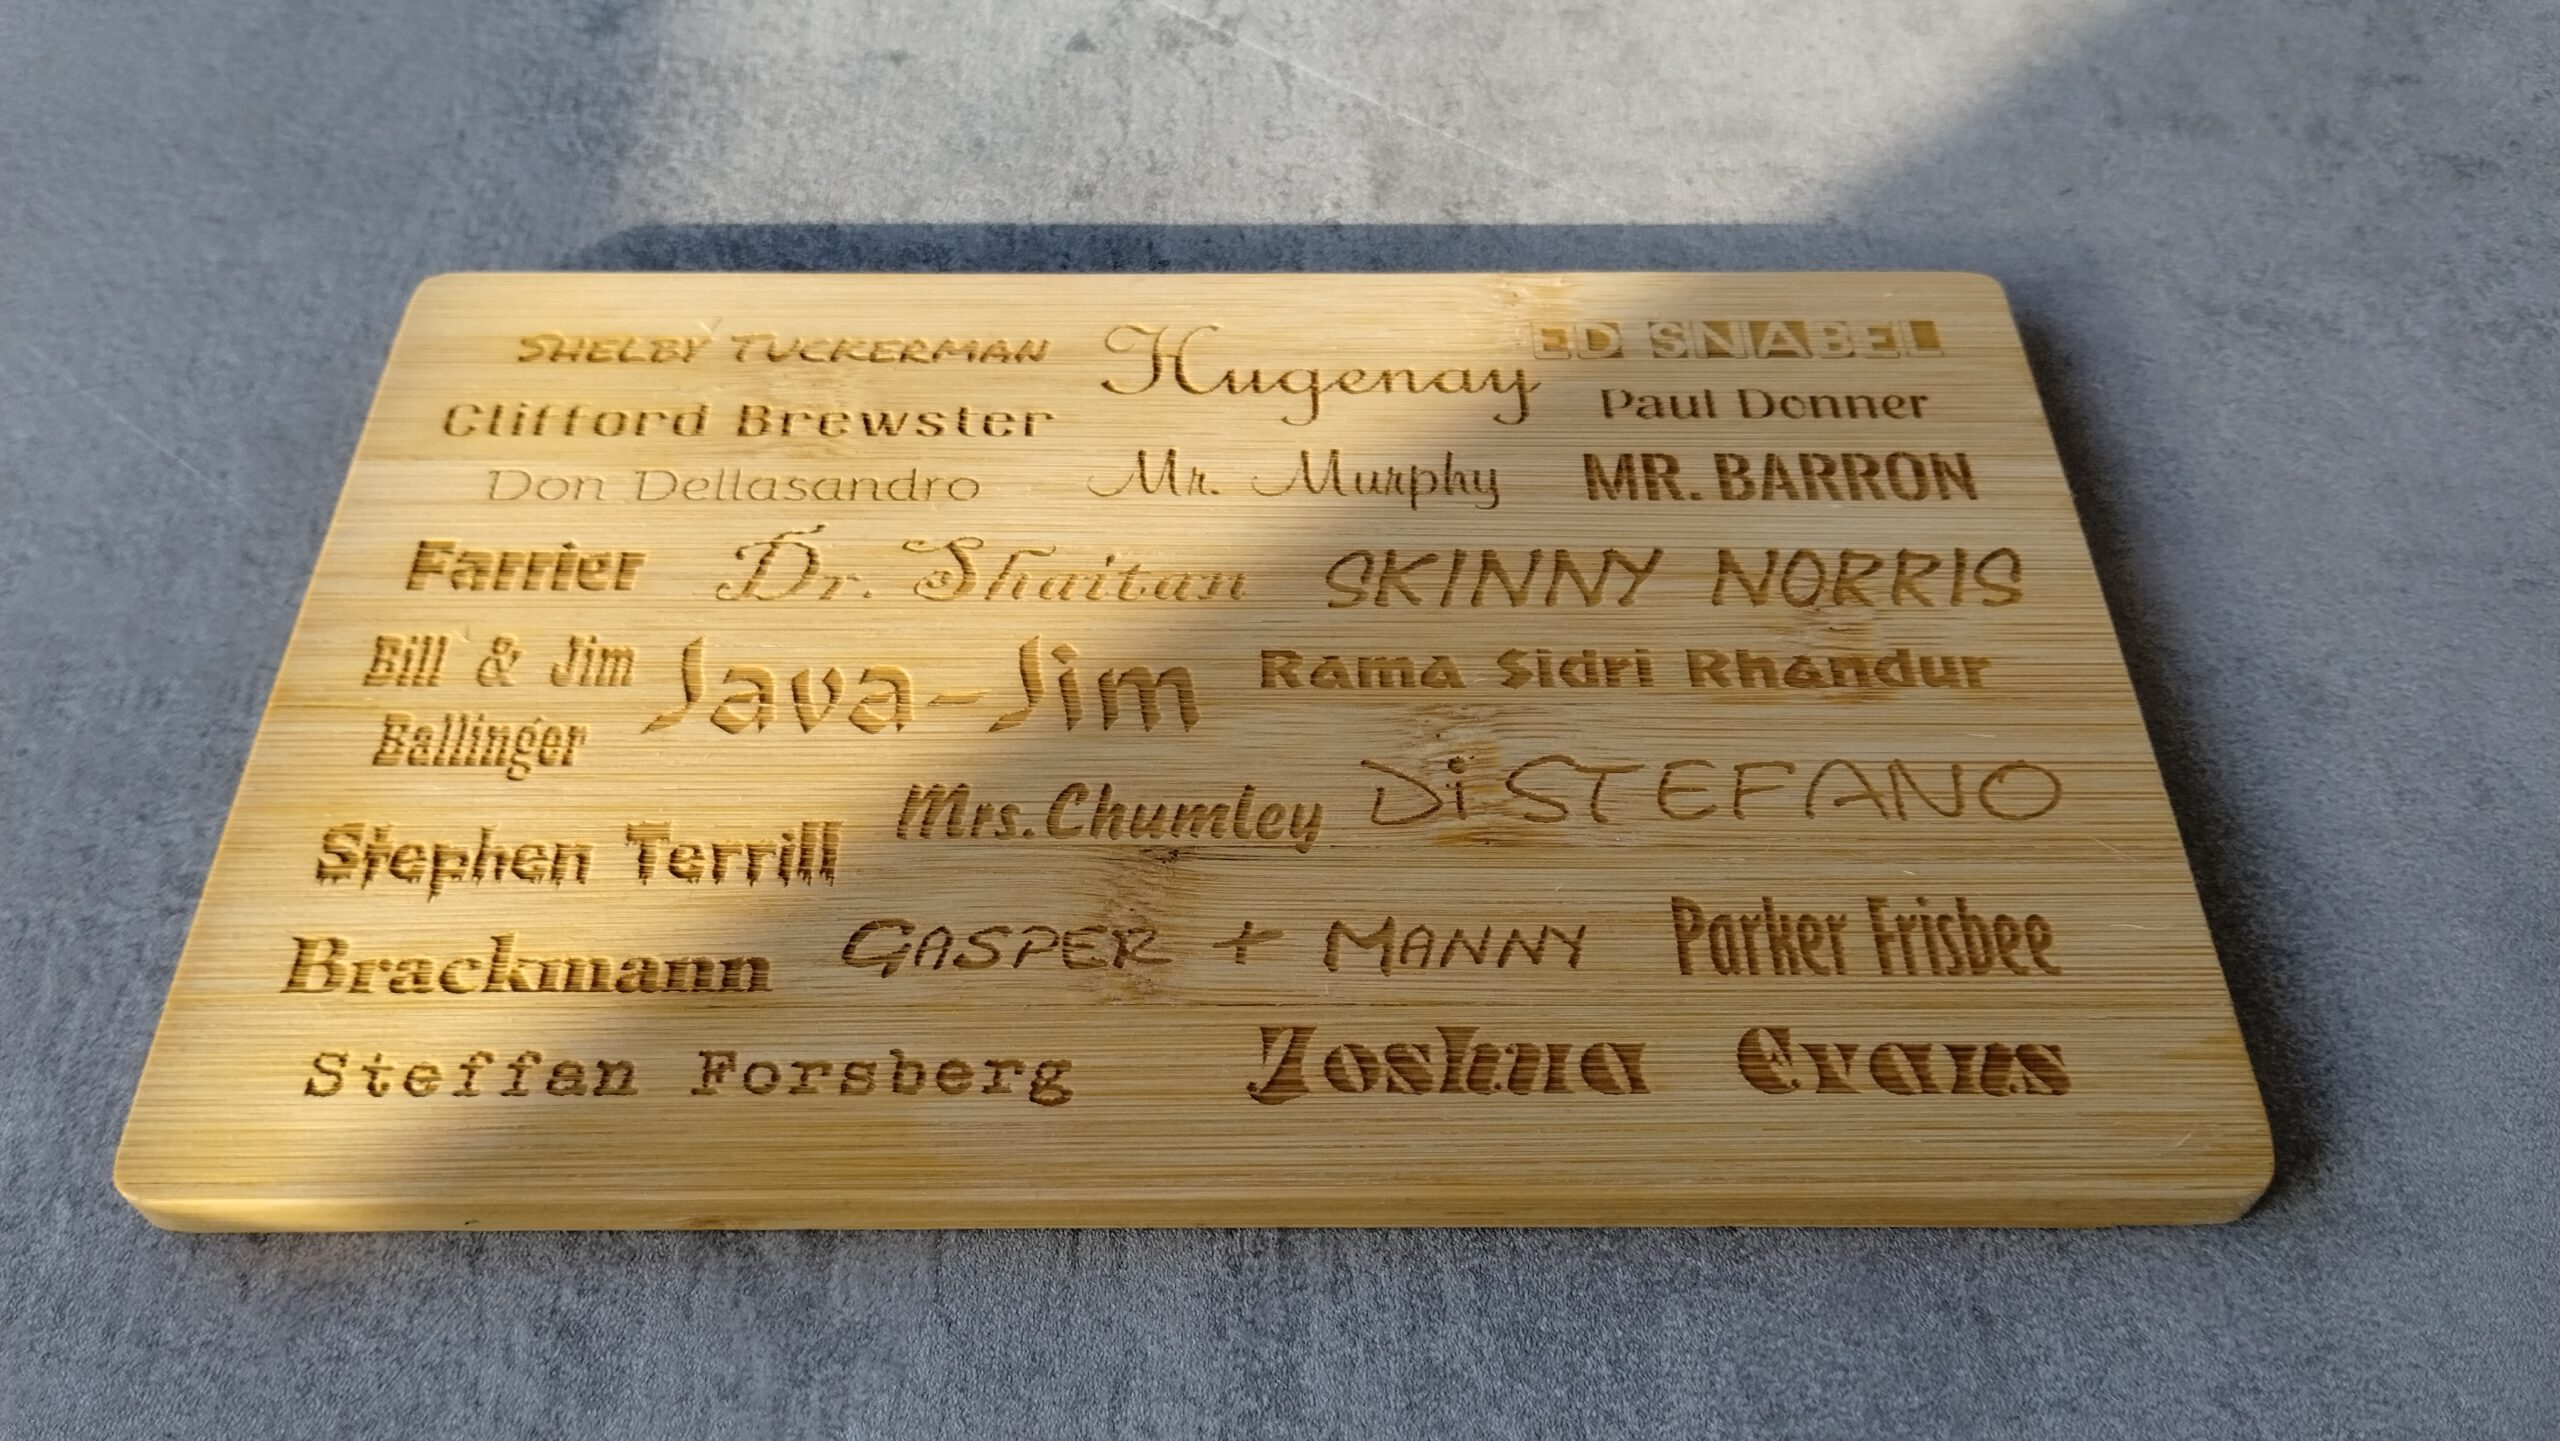 SHELBY TUCKERMAN
Hugenay
ED SNABEL
Clifford Brewster
Paul Donner
Don Dellasandro
Mr. Murphy
MR. BARRON
Farrier
Dr. Shaitan
SKINNY NORRIS
Bill & Jim
Ballinger
Java-Jim
Rama Sidri Rhandur
Mrs. Chumley
Di STEFANO
Stephen Terrill
Brackmann
GASPER + MANNY
Parker Frisbee
Steffan Forsberg
Joshua Evans